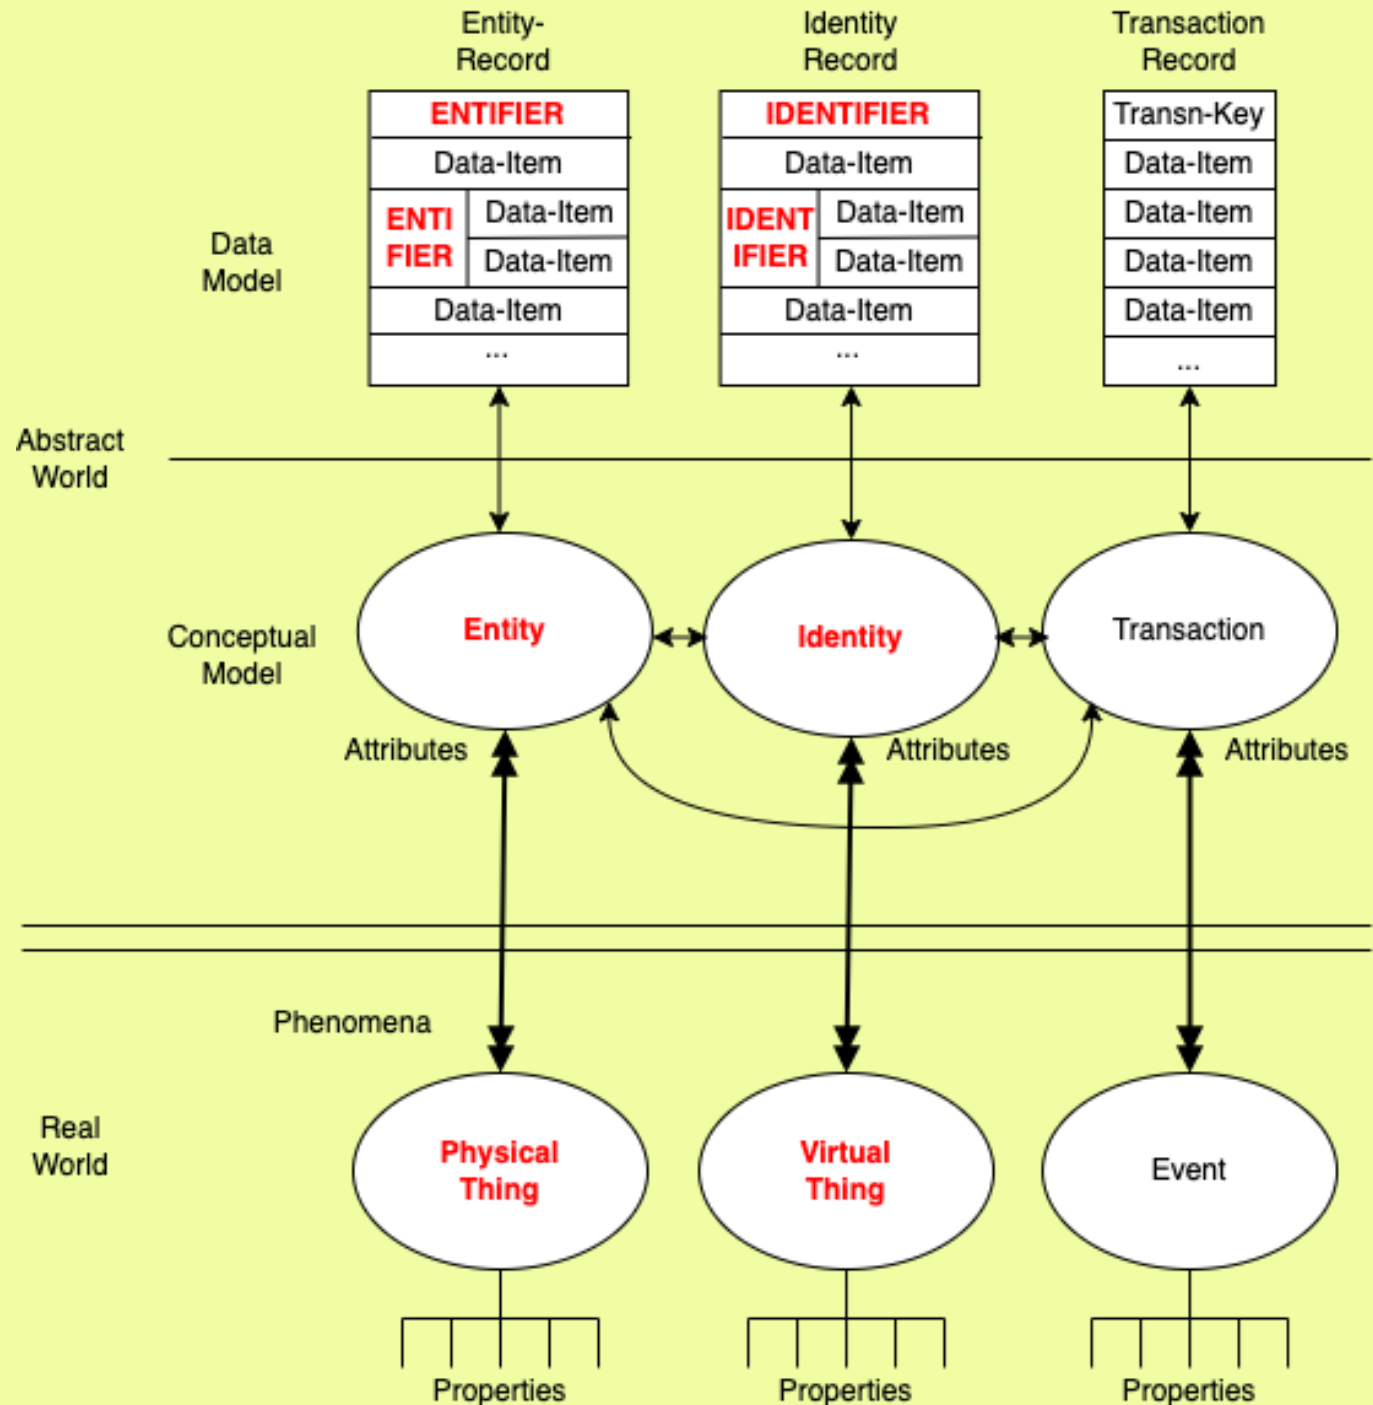 Entity-
Record
Identity
Record
Transaction
Record
ENTIFIER
Data-Item
ENTI
FIER
Data-Item
Data-Item
Data-Item
...
IDENTIFIER
Data-Item
IDENT
IFIER
Data-Item
Data-Item
Data-Item
...
Transn-Key
Data-Item
Data-Item
Data-Item
Data-Item
...
Data
Model
Abstract
World
Conceptual
Model
Entity
Identity
Transaction
Attributes
Attributes
Attributes
Phenomena
Real
World
Physical
Thing
Virtual
Thing
Event
Properties
Properties
Properties